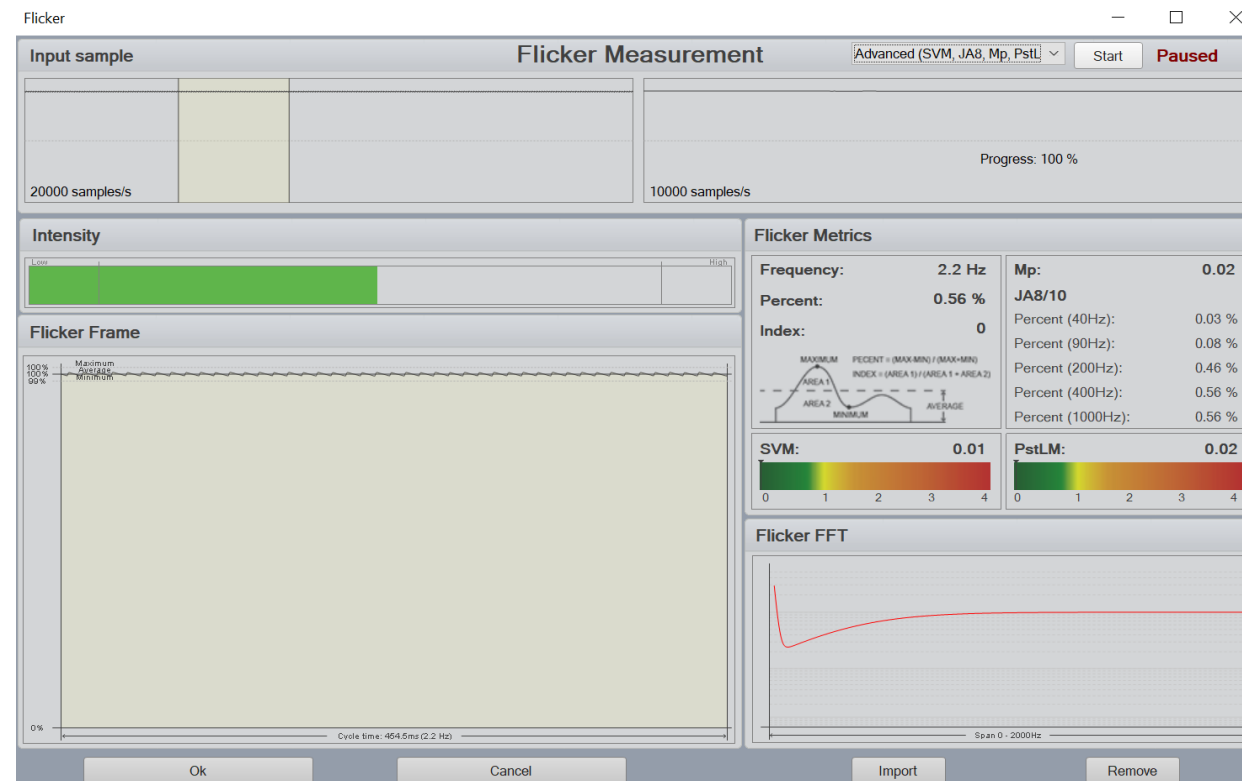 Flicker
Input sample
Flicker Measurement
Advanced (SVM, JA8, Mp, PstL
Start
Paused
20000 samples/s
Progress: 100 %
10000 samples/s
Intensity
Low
High
Flicker Metrics
Frequency: 2.2 Hz
Percent: 0.56 %
Index: 0
MAXIMUM
PECENT = (MAX-MIN) / (MAX+MIN)
INDEX = (AREA 1) / (AREA 1 + AREA 2)
AREA 1
AREA 2
AVERAGE
MINIMUM
Mp: 0.02
JA8/10
Percent (40Hz): 0.03 %
Percent (90Hz): 0.08 %
Percent (200Hz): 0.46 %
Percent (400Hz): 0.56 %
Percent (1000Hz): 0.56 %
Flicker Frame
100% Maximum
100% Average
99% Minimum
0%
Cycle time: 454.5ms (2.2 Hz)
SVM: 0.01
0 1 2 3 4
PstLM: 0.02
0 1 2 3 4
Flicker FFT
Span 0 - 2000Hz
Ok
Cancel
Import
Remove